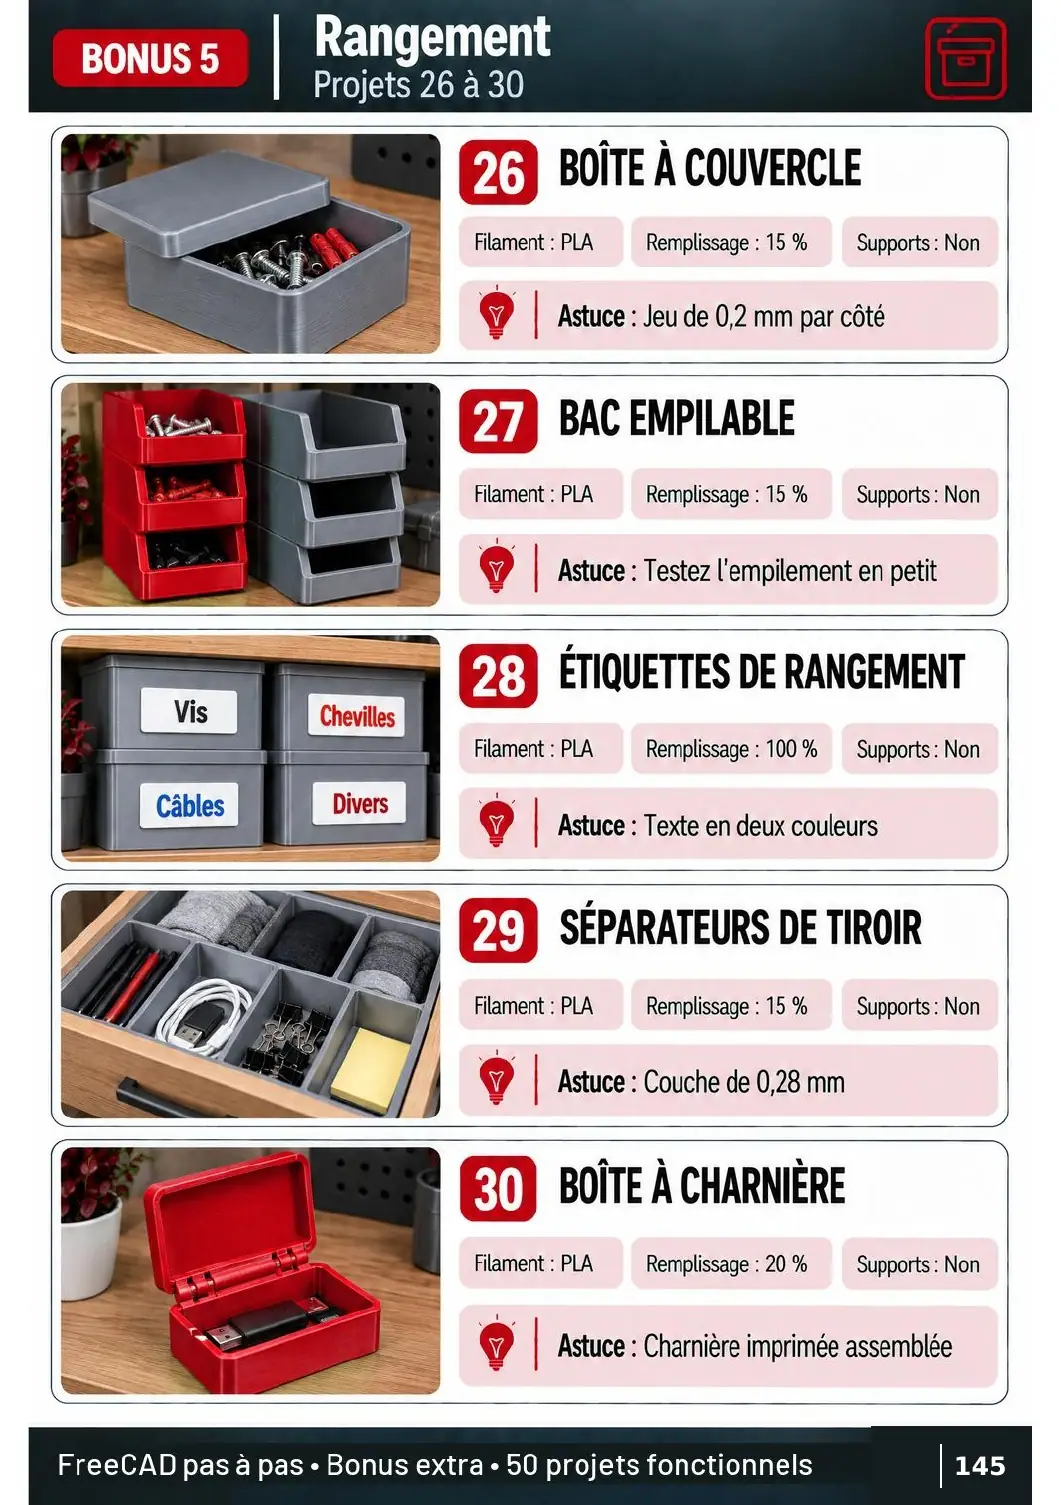 BONUS 5
Rangement
Projets 26 à 30
26 BOÎTE À COUVERCLE
Filament : PLA Remplissage : 15 % Supports : Non
Astuce : Jeu de 0,2 mm par côté
27 BAC EMPILABLE
Filament : PLA Remplissage : 15 % Supports : Non
Astuce : Testez l'empilement en petit
Vis
Chevilles
Câbles
Divers
28 ÉTIQUETTES DE RANGEMENT
Filament : PLA Remplissage : 100 % Supports : Non
Astuce : Texte en deux couleurs
29 SÉPARATEURS DE TIROIR
Filament : PLA Remplissage : 15 % Supports : Non
Astuce : Couche de 0,28 mm
30 BOÎTE À CHARNIÈRE
Filament : PLA Remplissage : 20 % Supports : Non
Astuce : Charnière imprimée assemblée
FreeCAD pas à pas • Bonus extra • 50 projets fonctionnels 145